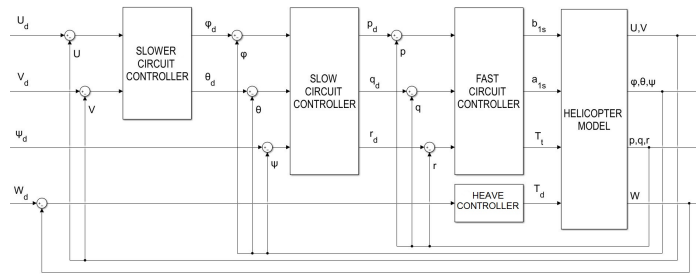 U_d
U
V_d
V
ψ_d
W_d
SLOWER
CIRCUIT
CONTROLLER
φ_d
φ
θ_d
θ
ψ
SLOW
CIRCUIT
CONTROLLER
p_d
p
q_d
q
r_d
r
FAST
CIRCUIT
CONTROLLER
HEAVE
CONTROLLER
b_1s
a_1s
T_t
T_d
HELICOPTER
MODEL
U,V
φ,θ,ψ
p,q,r
W